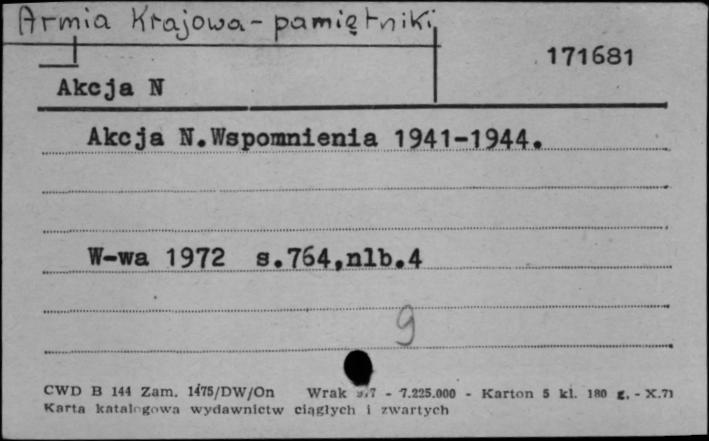 Armia Krajowa - pamiętniki
171681
Akcja N
Akcja N.Wspomnienia 1941-1944.
W-wa 1972 s.764,nlb.4
9
CWD B 144 Zam. 1475/DW/On Wrak - 7.225.000 - Karton 5 kl. 180 g. - X.71
Karta katalogowa wydawnictw ciągłych i zwartych